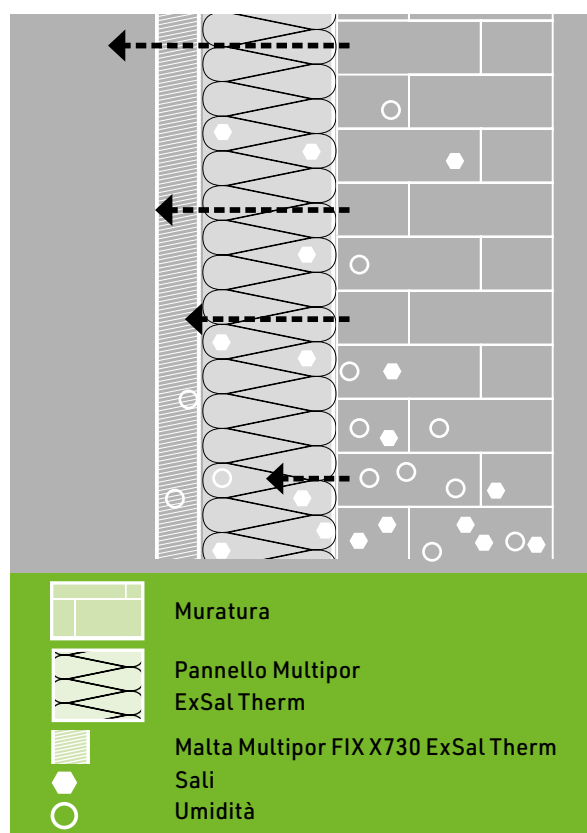 Muratura
Pannello Multipor
ExSal Therm
Malta Multipor FIX X730 ExSal Therm
Sali
Umidità